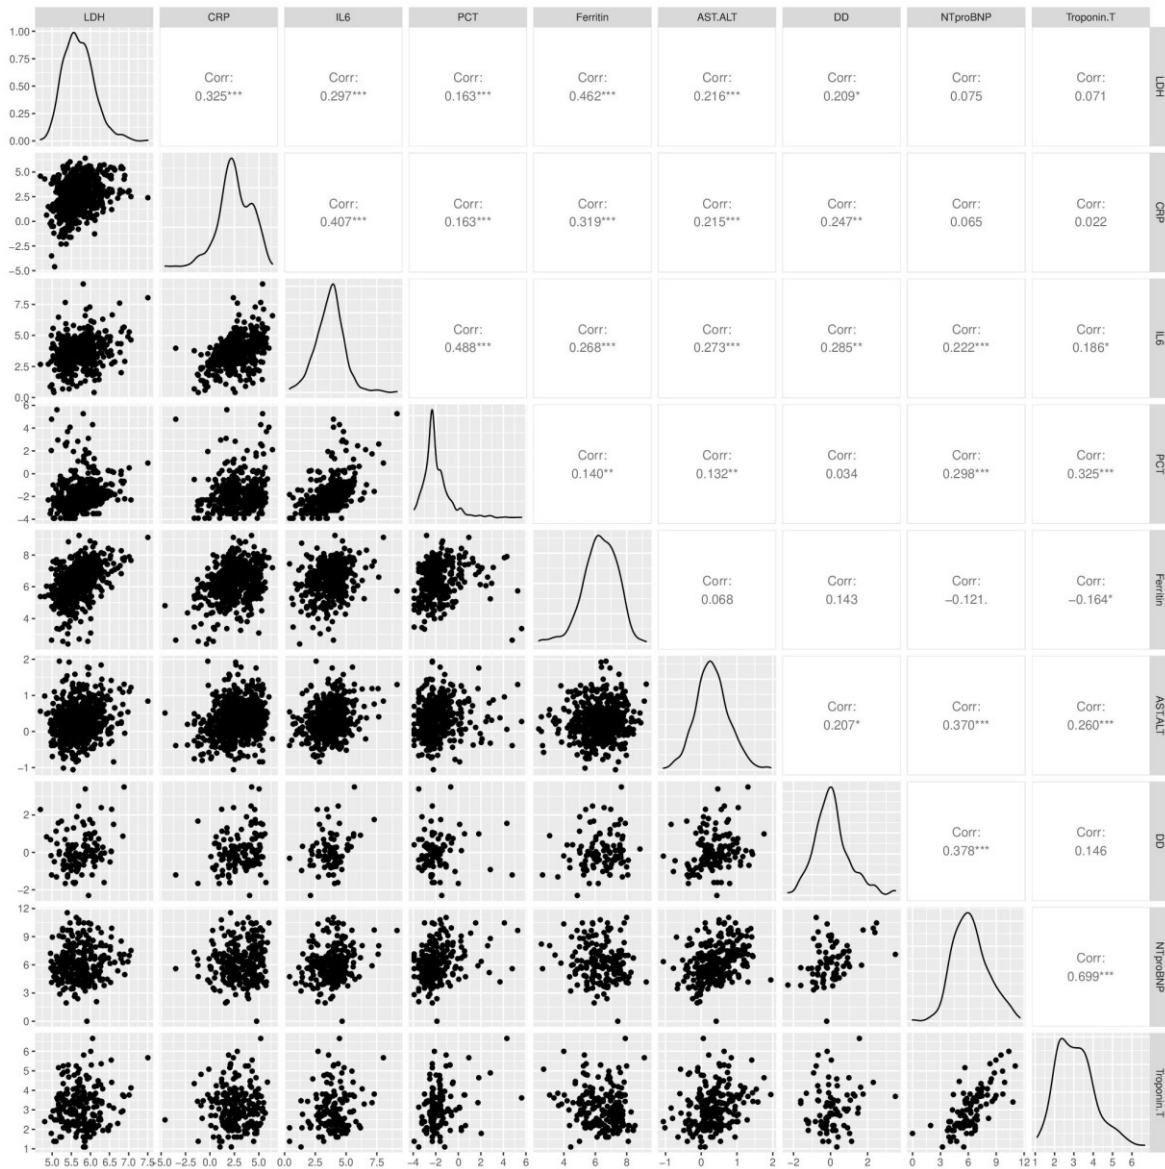 LDH CRP IL6 PCT Ferritin AST.ALT DD NTproBNP Troponin.T
1.00
0.75
0.50
0.25
0.00
Corr: Corr: Corr: Corr: Corr: Corr: Corr: Corr:
0.325*** 0.297*** 0.163*** 0.462*** 0.216*** 0.209* 0.075 0.071
LDH
5.0
2.5
0.0
−2.5
−5.0
Corr: Corr: Corr: Corr: Corr: Corr: Corr:
0.407*** 0.163*** 0.319*** 0.215*** 0.247** 0.065 0.022
CRP
7.5
5.0
2.5
0.0
Corr: Corr: Corr: Corr: Corr: Corr:
0.488*** 0.268*** 0.273*** 0.285** 0.222*** 0.186*
IL6
6
4
2
0
−2
−4
Corr: Corr: Corr: Corr: Corr:
0.140** 0.132** 0.034 0.298*** 0.325***
PCT
8
6
4
Corr: Corr: Corr: Corr:
0.068 0.143 −0.121. −0.164*
Ferritin
2
1
0
−1
Corr: Corr: Corr:
0.207* 0.370*** 0.260***
AST.ALT
2
0
−2
Corr: Corr:
0.378*** 0.146
DD
12
9
6
3
0
Corr:
0.699***
NTproBNP
6
5
4
3
2
1
Troponin.T
5.0 5.5 6.0 6.5 7.0 7.5 −5.0 −2.5 0.0 2.5 5.0 0.0 2.5 5.0 7.5 −4 −2 0 2 4 6 4 6 8 −1 0 1 2 −2 0 2 0 3 6 9 12 1 2 3 4 5 6